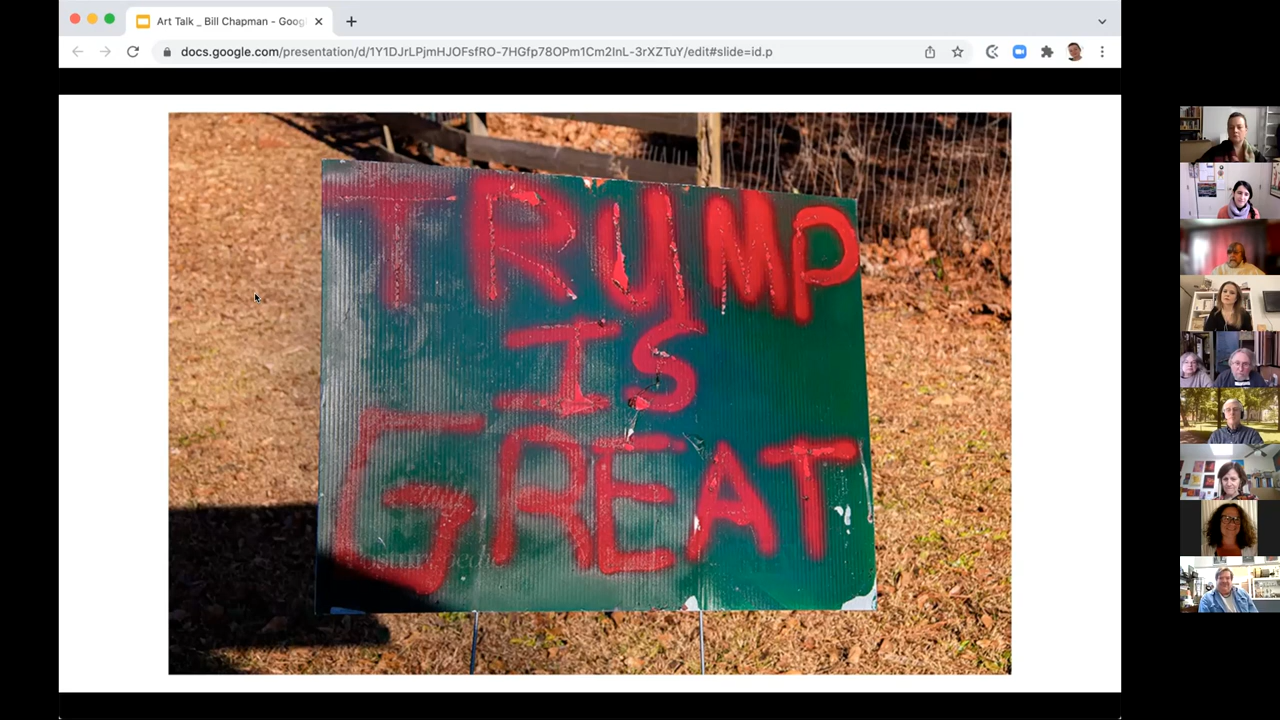 Art Talk _ Bill Chapman - Goog
docs.google.com/presentation/d/1Y1DJrLPjmHJOFsfRO-7HGfp78OPm1Cm2InL-3rXZTuY/edit#slide=id.p
TRUMP
IS
GREAT